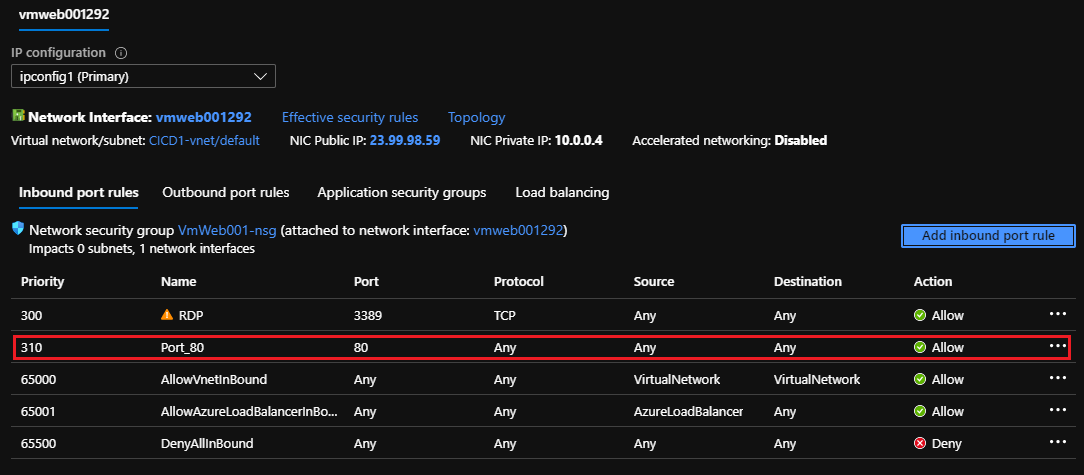 vmweb001292
IP configuration
ipconfig1 (Primary)
Network Interface: vmweb001292 Effective security rules Topology
Virtual network/subnet: CICD1-vnet/default NIC Public IP: 23.99.98.59 NIC Private IP: 10.0.0.4 Accelerated networking: Disabled
Inbound port rules Outbound port rules Application security groups Load balancing
Network security group VmWeb001-nsg (attached to network interface: vmweb001292)
Add inbound port rule
Impacts 0 subnets, 1 network interfaces
Priority Name Port Protocol Source Destination Action
300 RDP 3389 TCP Any Any Allow ...
310 Port_80 80 Any Any Any Allow ...
65000 AllowVnetInBound Any Any VirtualNetwork VirtualNetwork Allow ...
65001 AllowAzureLoadBalancerInBo... Any Any AzureLoadBalancer Any Allow ...
65500 DenyAllInBound Any Any Any Any Deny ...